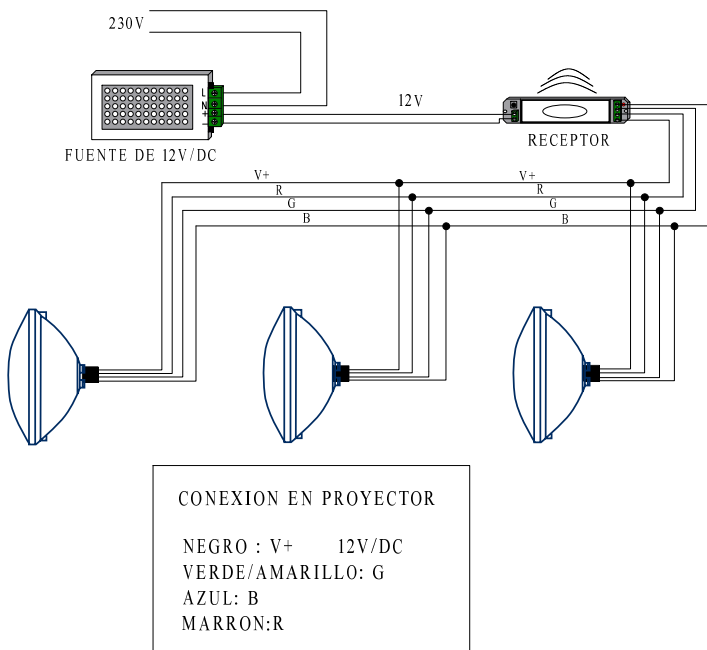 230V
L
N
+
-
12V
FUENTE DE 12V/DC
RECEPTOR
V+ V+
R R
G G
B B
CONEXION EN PROYECTOR
NEGRO : V+ 12V/DC
VERDE/AMARILLO: G
AZUL: B
MARRON:R